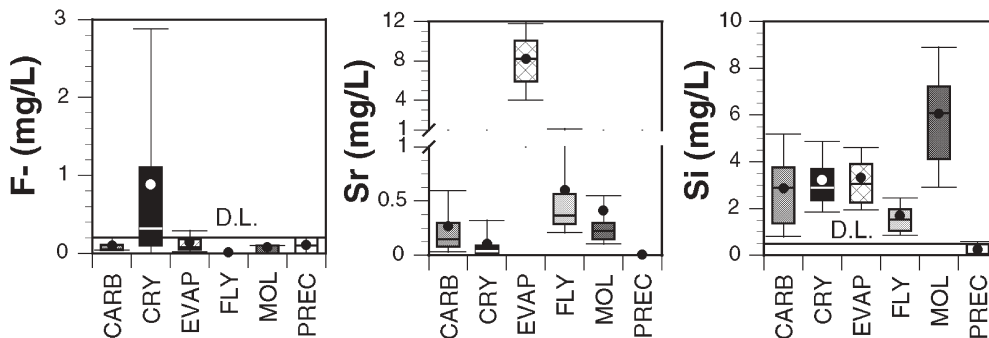 F- (mg/L)
3
2
1
0
D.L.
CARB
CRY
EVAP
FLY
MOL
PREC
Sr (mg/L)
12
8
4
1
1
0.5
0
CARB
CRY
EVAP
FLY
MOL
PREC
Si (mg/L)
10
8
6
4
2
0
D.L.
CARB
CRY
EVAP
FLY
MOL
PREC